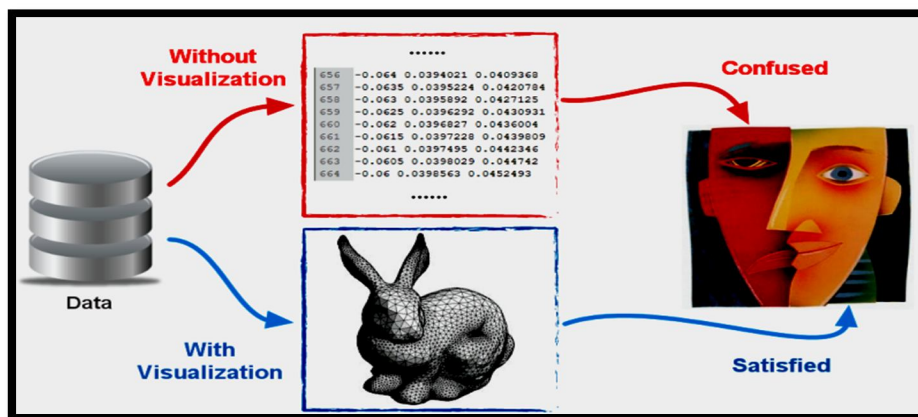 Without
Visualization
......
656 -0.064 0.0394021 0.0409368
657 -0.0635 0.0395224 0.0420784
658 -0.063 0.0395892 0.0427125
659 -0.0625 0.0396292 0.0430931
660 -0.062 0.0396827 0.0436004
661 -0.0615 0.0397228 0.0439809
662 -0.061 0.0397495 0.0442346
663 -0.0605 0.0398029 0.044742
664 -0.06 0.0398563 0.0452493
......
Confused
Data
With
Visualization
Satisfied